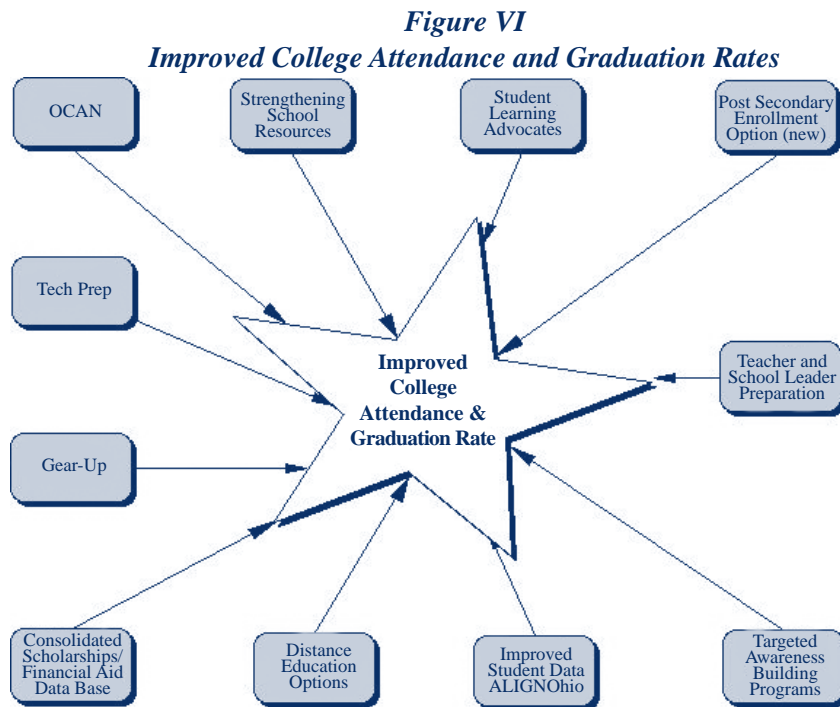 Figure VI
Improved College Attendance and Graduation Rates
OCAN
Strengthening
School
Resources
Student
Learning
Advocates
Post Secondary
Enrollment
Option (new)
Tech Prep
Improved
College
Attendance &
Graduation Rate
Teacher and
School Leader
Preparation
Gear-Up
Consolidated
Scholarships/
Financial Aid
Data Base
Distance
Education
Options
Improved
Student Data
ALIGNOhio
Targeted
Awareness
Building
Programs